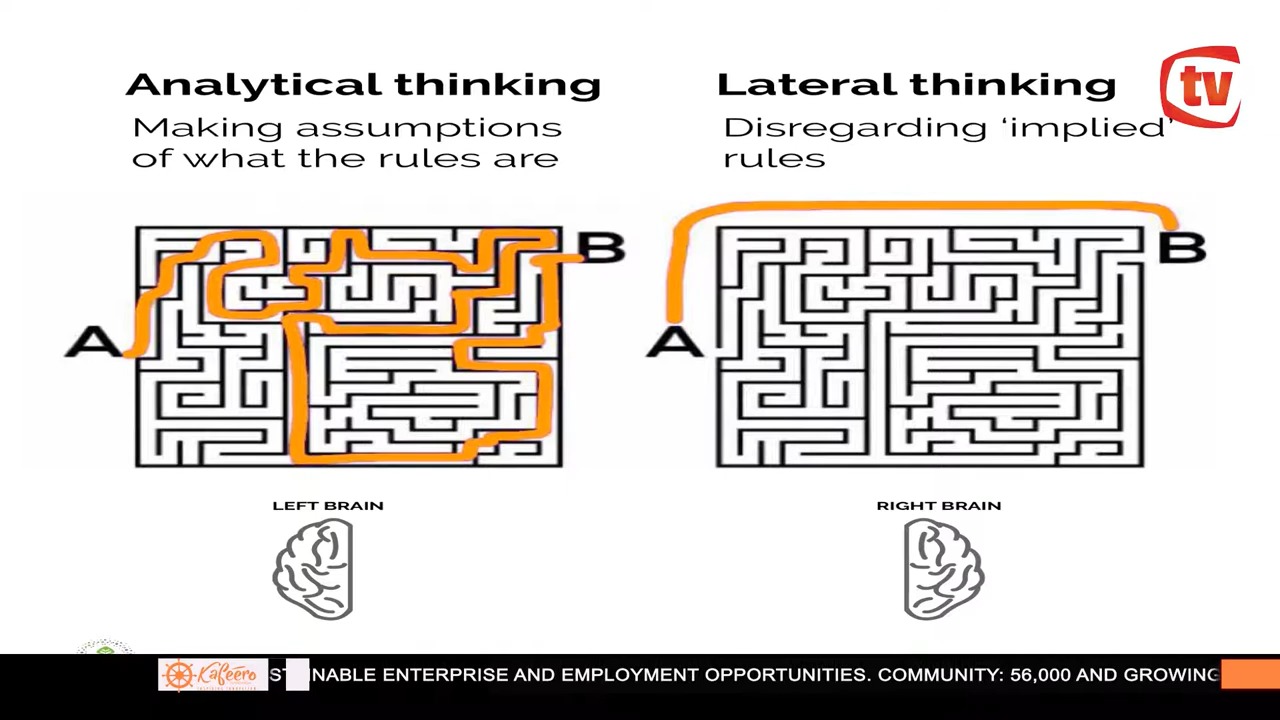 Analytical thinking
Making assumptions
of what the rules are
A
B
LEFT BRAIN
Lateral thinking
Disregarding ‘implied’
rules
A
B
RIGHT BRAIN
tv
Kafeero
NABLE ENTERPRISE AND EMPLOYMENT OPPORTUNITIES. COMMUNITY: 56,000 AND GROWING